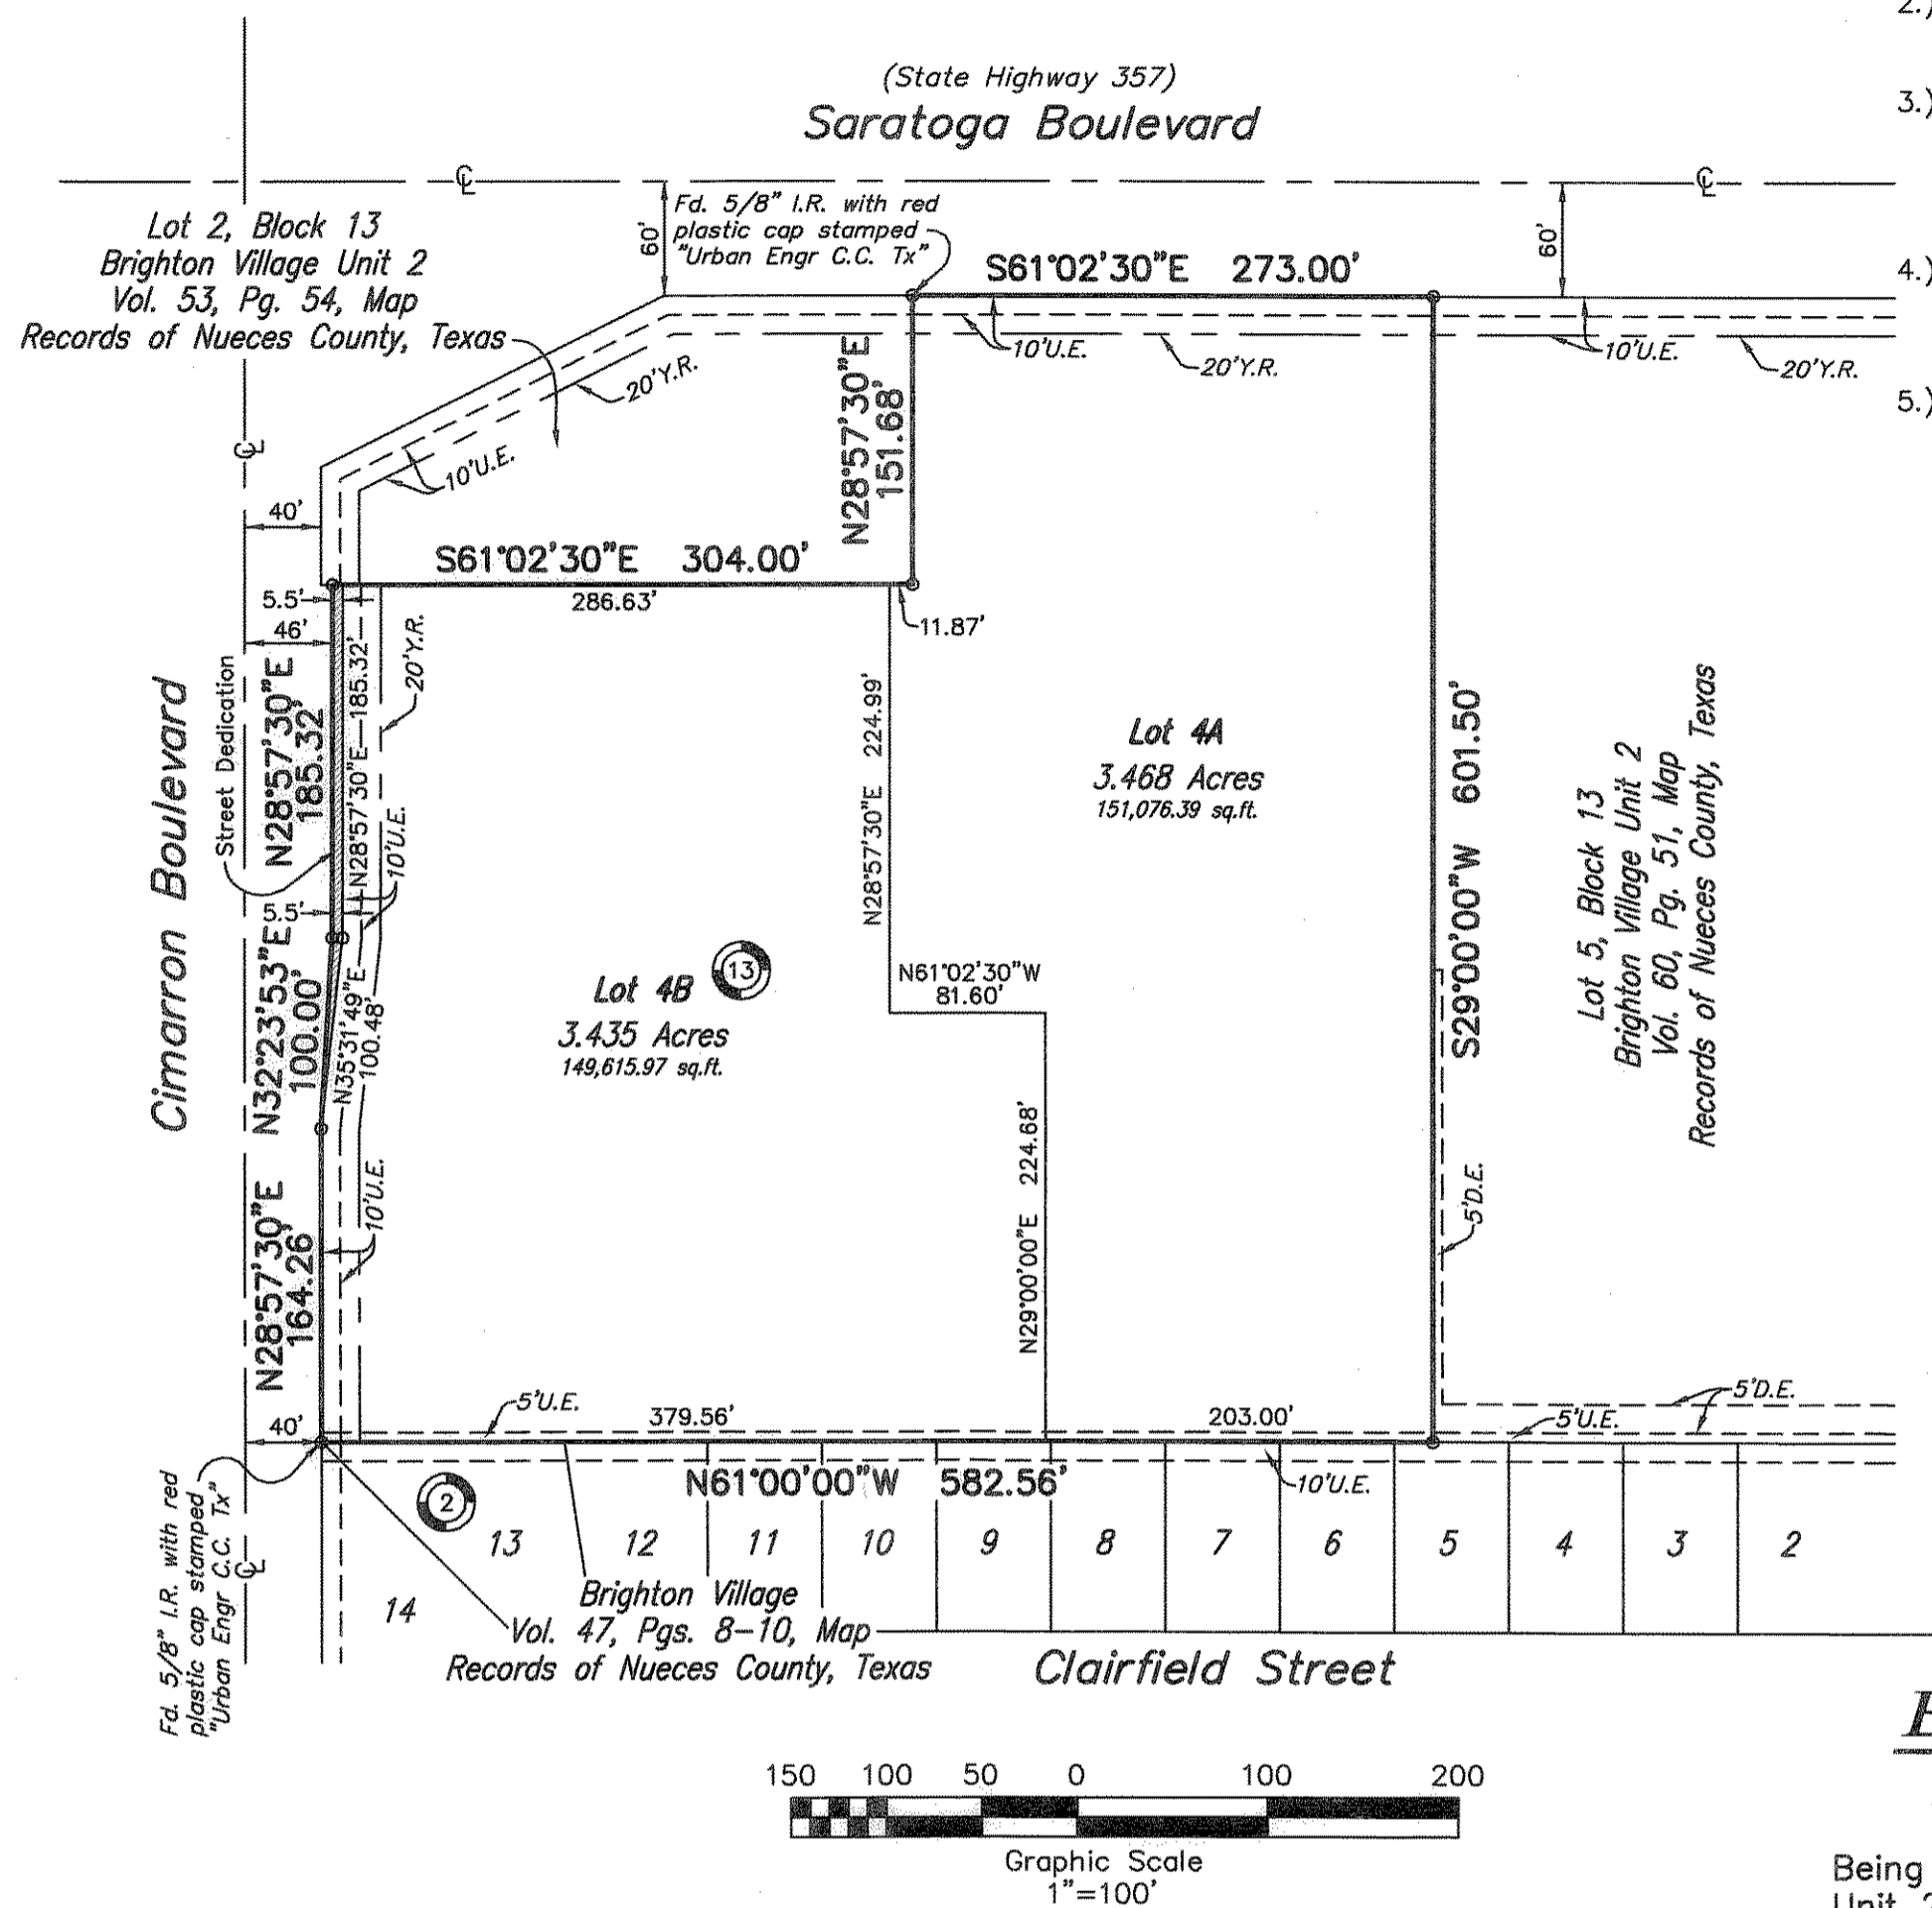 2.)
(State Highway 357)
Saratoga Boulevard
3.)
Lot 2, Block 13
Brighton Village Unit 2
Vol. 53, Pg. 54, Map
Records of Nueces County, Texas
60'
Fd. 5/8" I.R. with red
plastic cap stamped
"Urban Engr C.C. Tx"
S61°02'30"E 273.00'
60'
4.)
10'U.E.
20'Y.R.
10'U.E.
20'Y.R.
20'Y.R.
10'U.E.
N28°57'30"E
151.68'
5.)
40'
S61°02'30"E 304.00'
5.5'
286.63'
11.87'
46'
Street Dedication
N28°57'30"E
185.32'
N28°57'30"E 185.32'
20'Y.R.
10'U.E.
Cimarron Boulevard
N28°57'30"E 224.99'
Lot 4A
3.468 Acres
151,076.39 sq.ft.
S29°00'00"W 601.50'
Lot 5, Block 13
Brighton Village Unit 2
Vol. 60, Pg. 51, Map
Records of Nueces County, Texas
5.5'
N32°23'53"E
100.00'
N35°31'49"E
100.48'
13
Lot 4B
3.435 Acres
149,615.97 sq.ft.
N61°02'30"W
81.60'
N29°00'00"E 224.68'
N28°57'30"E
164.26'
10'U.E.
5'D.E.
40'
5'U.E.
379.56'
203.00'
5'U.E.
5'D.E.
N61°00'00"W 582.56'
10'U.E.
Fd. 5/8" I.R. with red
plastic cap stamped
"Urban Engr C.C. Tx"
2
13 12 11 10 9 8 7 6 5 4 3 2
14
Brighton Village
Vol. 47, Pgs. 8-10, Map
Records of Nueces County, Texas
Clairfield Street
150 100 50 0 100 200
Graphic Scale
1"=100'
Being
Unit